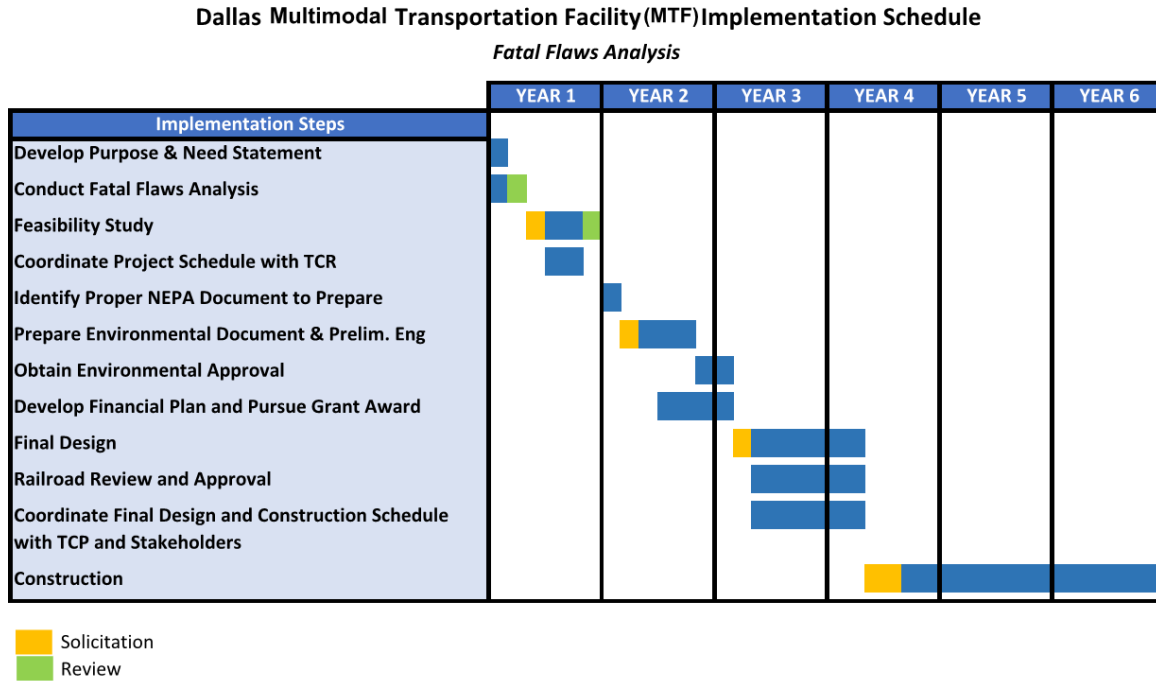 Dallas Multimodal Transportation Facility(MTF)Implementation Schedule
Fatal Flaws Analysis
YEAR 1 YEAR 2 YEAR 3 YEAR 4 YEAR 5 YEAR 6
Implementation Steps
Develop Purpose & Need Statement
Conduct Fatal Flaws Analysis
Feasibility Study
Coordinate Project Schedule with TCR
Identify Proper NEPA Document to Prepare
Prepare Environmental Document & Prelim. Eng
Obtain Environmental Approval
Develop Financial Plan and Pursue Grant Award
Final Design
Railroad Review and Approval
Coordinate Final Design and Construction Schedule
with TCP and Stakeholders
Construction
Solicitation
Review